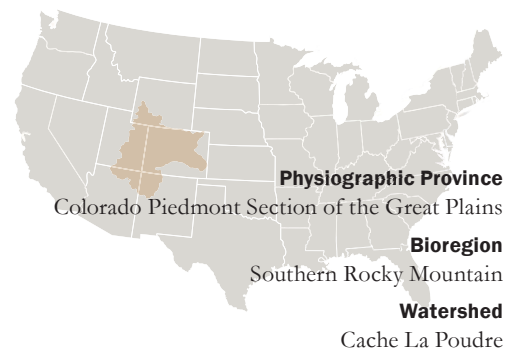 Physiographic Province
Colorado Piedmont Section of the Great Plains
Bioregion
Southern Rocky Mountain
Watershed
Cache La Poudre